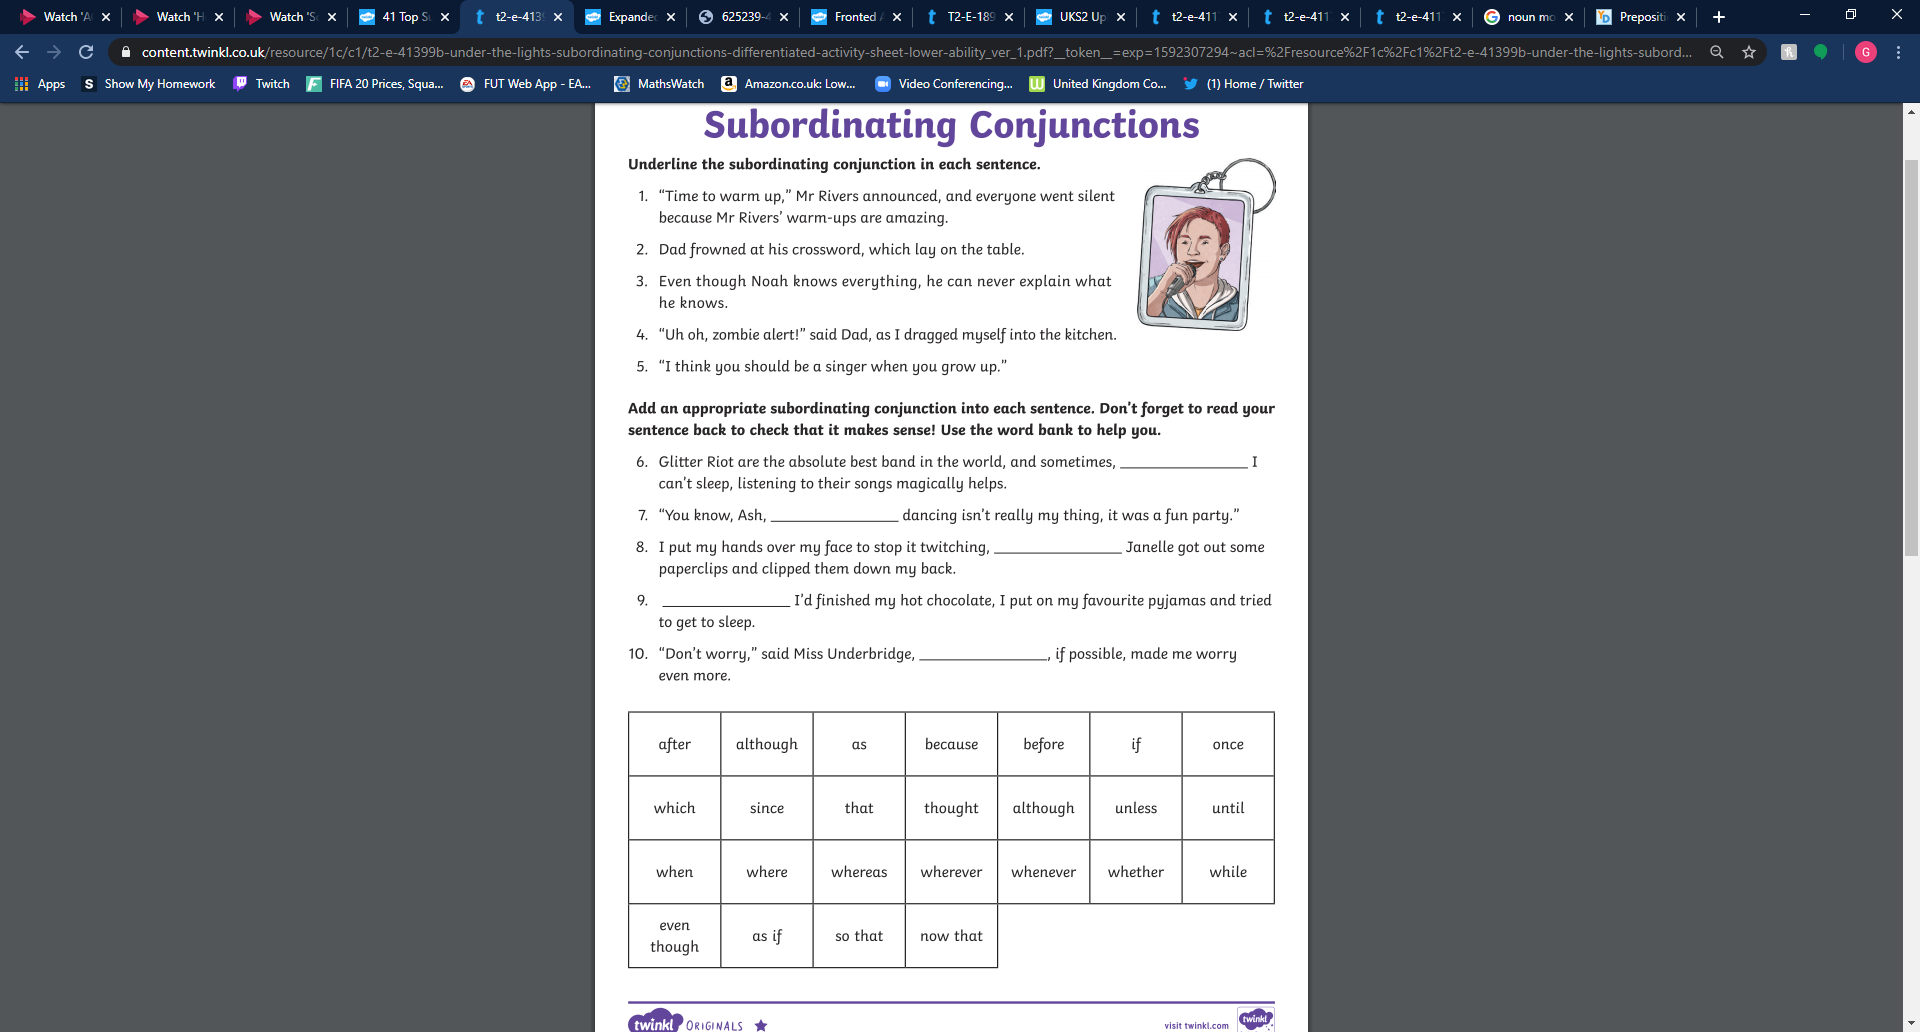 Watch 'A
Watch 'H
Watch 'S
41 Top S
t2-e-413
Expanded
625239-
Fronted
T2-E-189
UKS2 Up
t2-e-411
t2-e-411
t2-e-411
noun mo
Prepositi
content.twinkl.co.uk/resource/1c/c1/t2-e-41399b-under-the-lights-subordinating-conjunctions-differentiated-activity-sheet-lower-ability_ver_1.pdf?__token__=exp=1592307294~acl=%2Fresource%2F1c%2Fc1%2Ft2-e-41399b-under-the-lights-subord...
G
Apps
Show My Homework
Twitch
FIFA 20 Prices, Squa...
FUT Web App - EA...
MathsWatch
Amazon.co.uk: Low...
Video Conferencing...
United Kingdom Co...
(1) Home / Twitter
Subordinating Conjunctions
Underline the subordinating conjunction in each sentence.
1. “Time to warm up,” Mr Rivers announced, and everyone went silent
because Mr Rivers’ warm-ups are amazing.
2. Dad frowned at his crossword, which lay on the table.
3. Even though Noah knows everything, he can never explain what
he knows.
4. “Uh oh, zombie alert!” said Dad, as I dragged myself into the kitchen.
5. “I think you should be a singer when you grow up.”
Add an appropriate subordinating conjunction into each sentence. Don’t forget to read your
sentence back to check that it makes sense! Use the word bank to help you.
6. Glitter Riot are the absolute best band in the world, and sometimes, ________________ I
can’t sleep, listening to their songs magically helps.
7. “You know, Ash, ________________ dancing isn’t really my thing, it was a fun party.”
8. I put my hands over my face to stop it twitching, ________________ Janelle got out some
paperclips and clipped them down my back.
9. ________________ I’d finished my hot chocolate, I put on my favourite pyjamas and tried
to get to sleep.
10. “Don’t worry,” said Miss Underbridge, ________________, if possible, made me worry
even more.
after although as because before if once
which since that thought although unless until
when where whereas wherever whenever whether while
even though as if so that now that
twinkl ORIGINALS
visit twinkl.com
twinkl